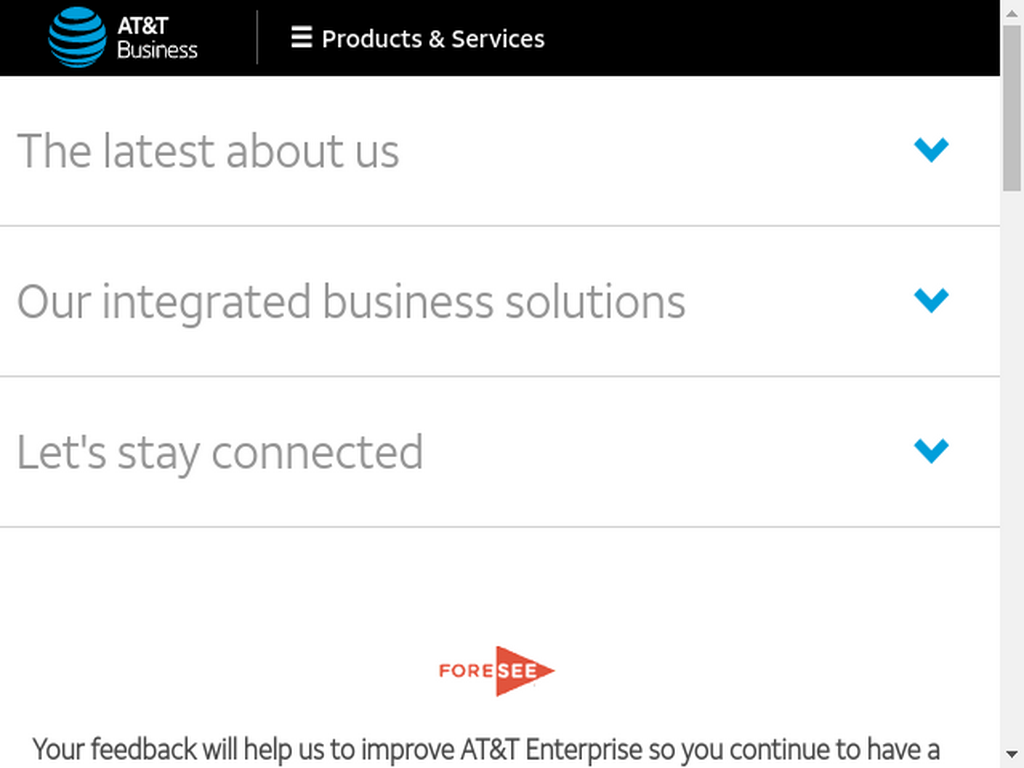 AT&T
Business
Products & Services
The latest about us
Our integrated business solutions
Let's stay connected
FORESEE
Your feedback will help us to improve AT&T Enterprise so you continue to have a